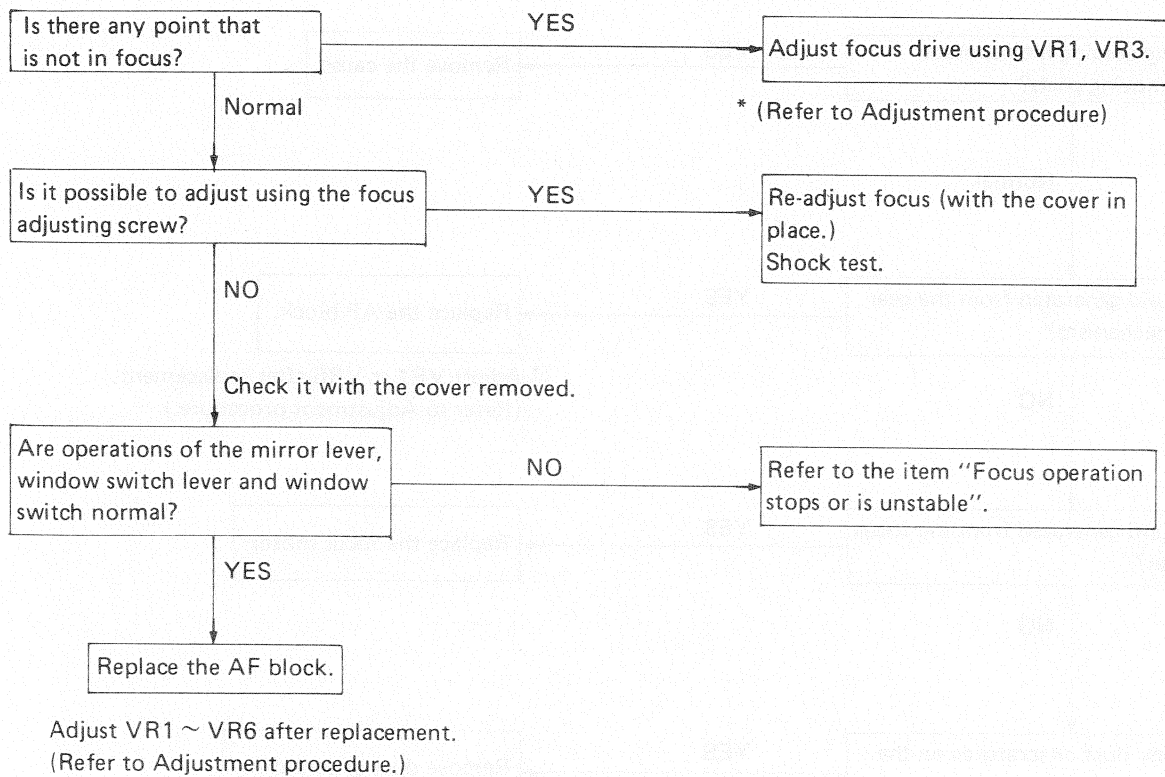 Is there any point that
is not in focus?
YES
Adjust focus drive using VR1, VR3.
* (Refer to Adjustment procedure)
Normal
Is it possible to adjust using the focus
adjusting screw?
YES
Re-adjust focus (with the cover in
place.)
Shock test.
NO
Check it with the cover removed.
Are operations of the mirror lever,
window switch lever and window
switch normal?
NO
Refer to the item "Focus operation
stops or is unstable".
YES
Replace the AF block.
Adjust VR1 ~ VR6 after replacement.
(Refer to Adjustment procedure.)